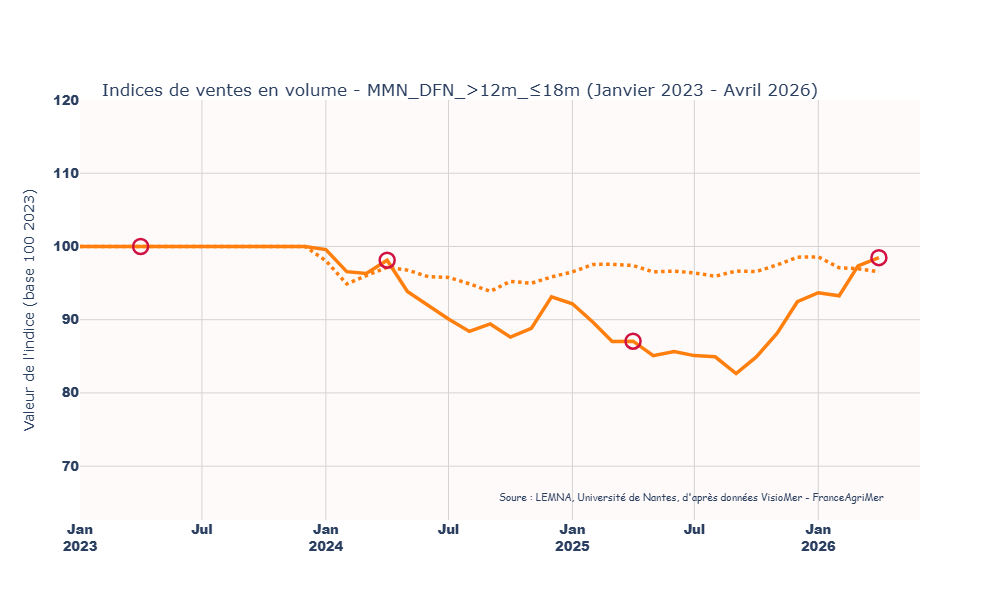 Indices de ventes en volume - MMN_DFN_>12m_≤18m (Janvier 2023 - Avril 2026)
Valeur de l'indice (base 100 2023)
120
110
100
90
80
70
Soure : LEMNA, Université de Nantes, d'après données VisioMer - FranceAgriMer
Jan
2023
Jul
Jan
2024
Jul
Jan
2025
Jul
Jan
2026